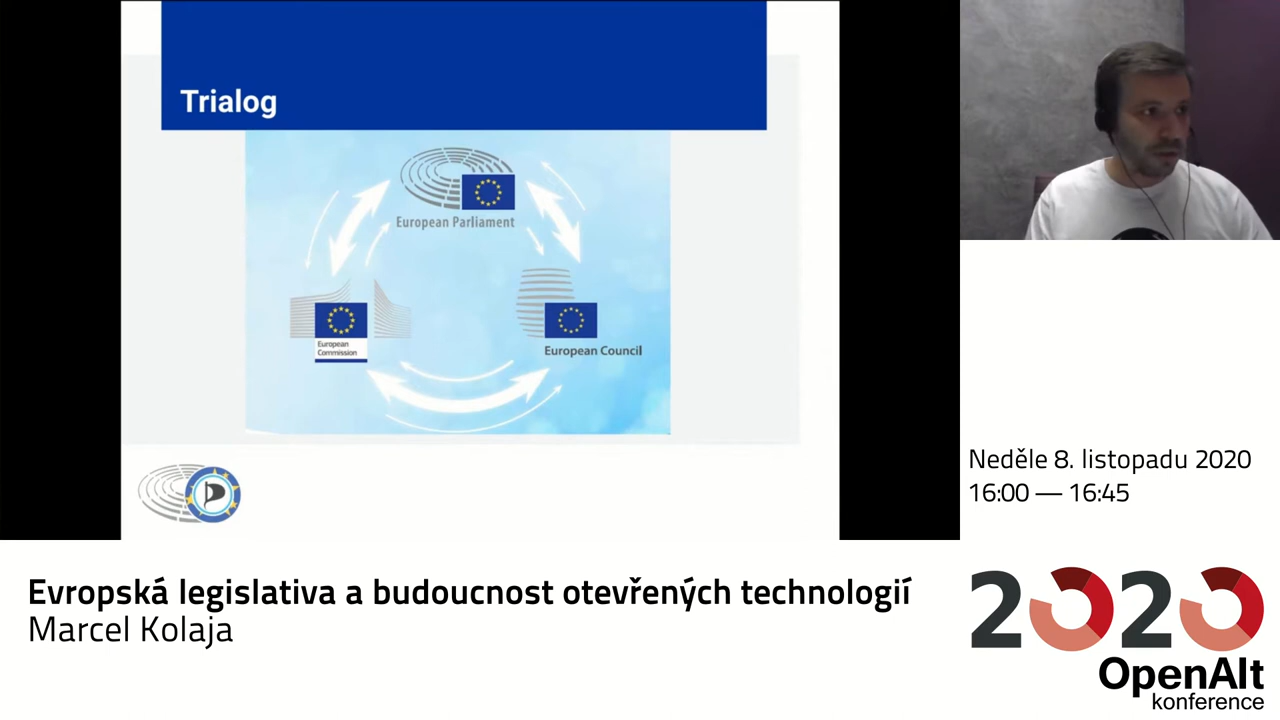 Trialog
European Parliament
European
Commission
European Council
Neděle 8. listopadu 2020
16:00 — 16:45
Evropská legislativa a budoucnost otevřených technologií
Marcel Kolaja
2020
OpenAlt
konference